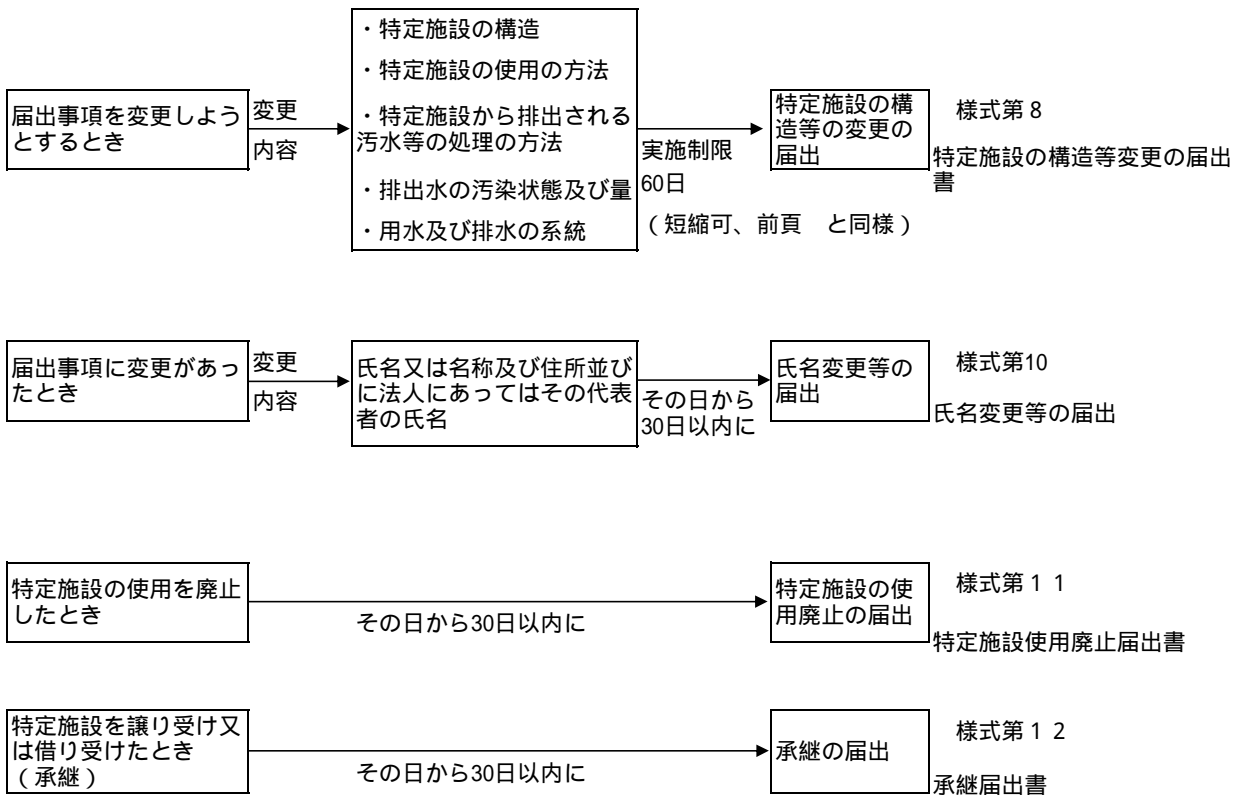 届出事項を変更しよう
とするとき
変更
内容
・特定施設の構造
・特定施設の使用の方法
・特定施設から排出される
汚水等の処理の方法
・排出水の汚染状態及び量
・用水及び排水の系統
実施制限
60日
（短縮可、前頁　と同様）
特定施設の構
造等の変更の
届出
様式第８
特定施設の構造等変更の届出
書
届出事項に変更があっ
たとき
変更
内容
氏名又は名称及び住所並び
に法人にあってはその代表
者の氏名
その日から
30日以内に
氏名変更等の
届出
様式第10
氏名変更等の届出
特定施設の使用を廃止
したとき
その日から30日以内に
特定施設の使
用廃止の届出
様式第１１
特定施設使用廃止届出書
特定施設を譲り受け又
は借り受けたとき
（承継）
その日から30日以内に
承継の届出
様式第１２
承継届出書